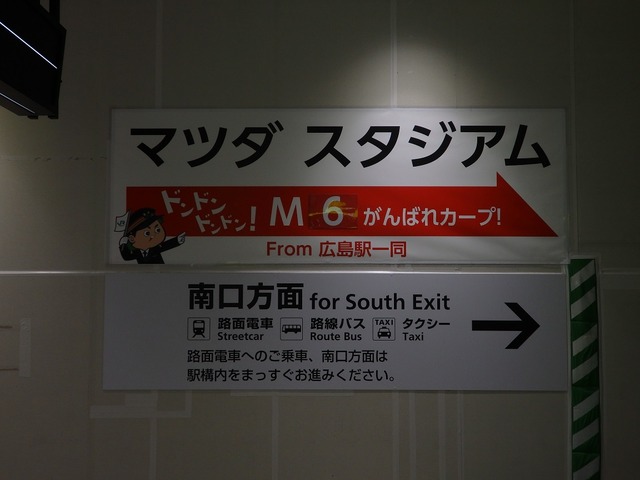 マツダ スタジアム
ドンドン
ドンドン!
M 6 がんばれカープ!
From 広島駅一同
南口方面 for South Exit
路面電車 Streetcar 路線バス Route Bus TAXI タクシー Taxi
路面電車へのご乗車、南口方面は
駅構内をまっすぐお進みください。